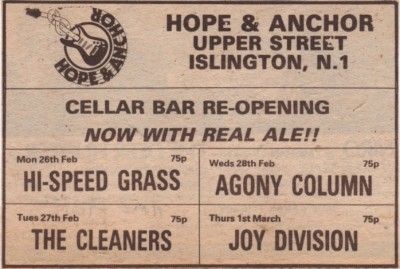 HOPE & ANCHOR
HOPE & ANCHOR
UPPER STREET
ISLINGTON, N.1
CELLAR BAR RE-OPENING
NOW WITH REAL ALE!!
Mon 26th Feb 75p
HI-SPEED GRASS
Weds 28th Feb 75p
AGONY COLUMN
Tues 27th Feb 75p
THE CLEANERS
Thurs 1st March 75p
JOY DIVISION